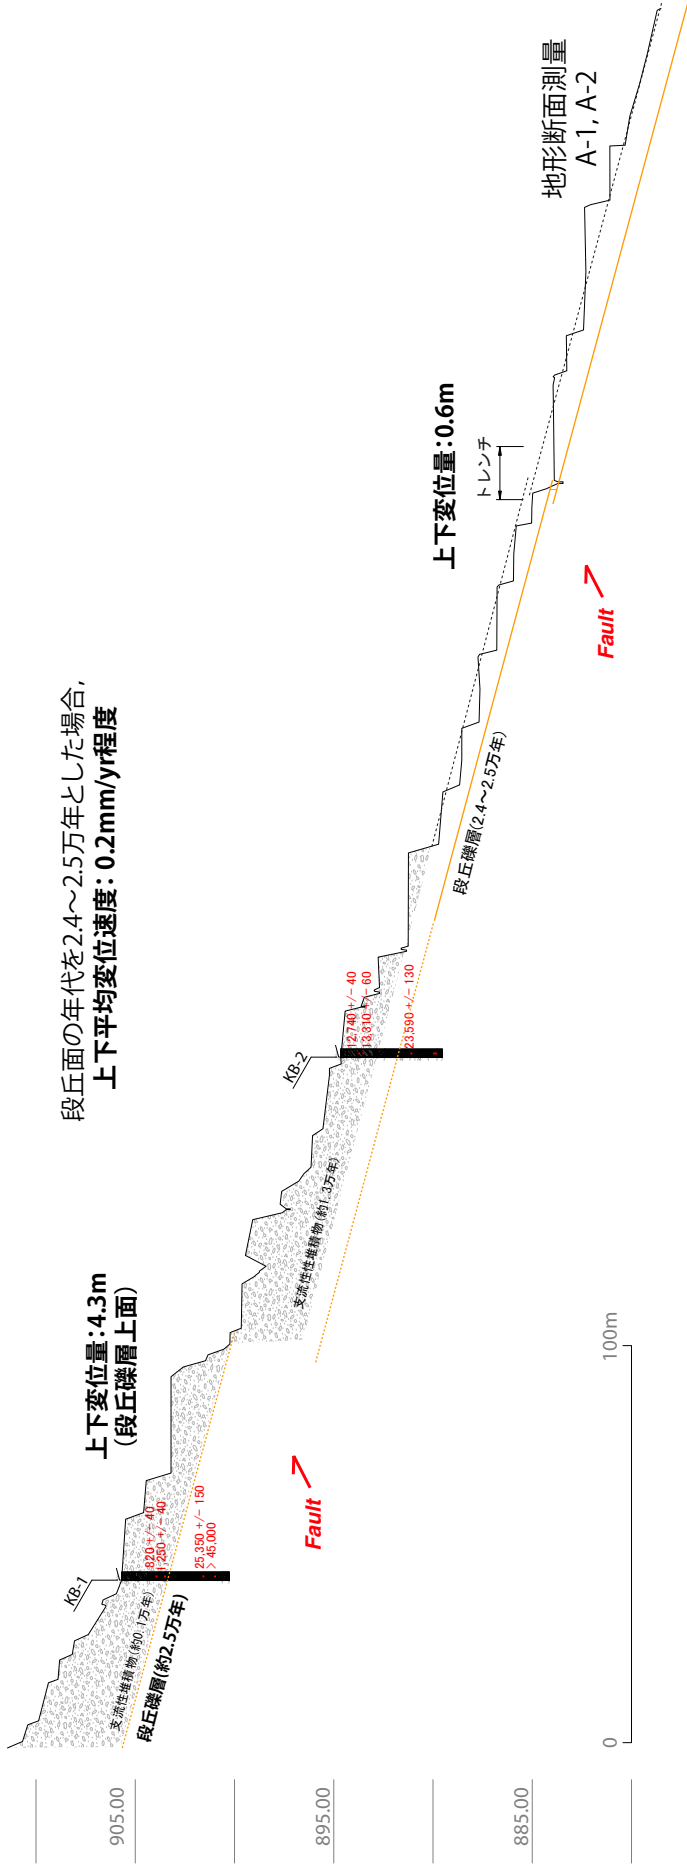 段丘面の年代を2.4～2.5万年とした場合,
上下平均変位速度：0.2mm/yr程度
上下変位量：4.3m
(段丘礫層上面)
上下変位量：0.6m
トレンチ
地形断面測量
A-1, A-2
KB-1
820 +/- 40
1,250 +/- 40
25,350 +/- 150
> 45,000
支流性堆積物(約0.1万年)
段丘礫層(約2.5万年)
Fault
KB-2
12,740 +/- 40
13,310 +/- 60
23,590 +/- 130
支流性性堆積物(約1.3万年)
段丘礫層(2.4～2.5万年)
Fault
905.00
895.00
885.00
0
100m